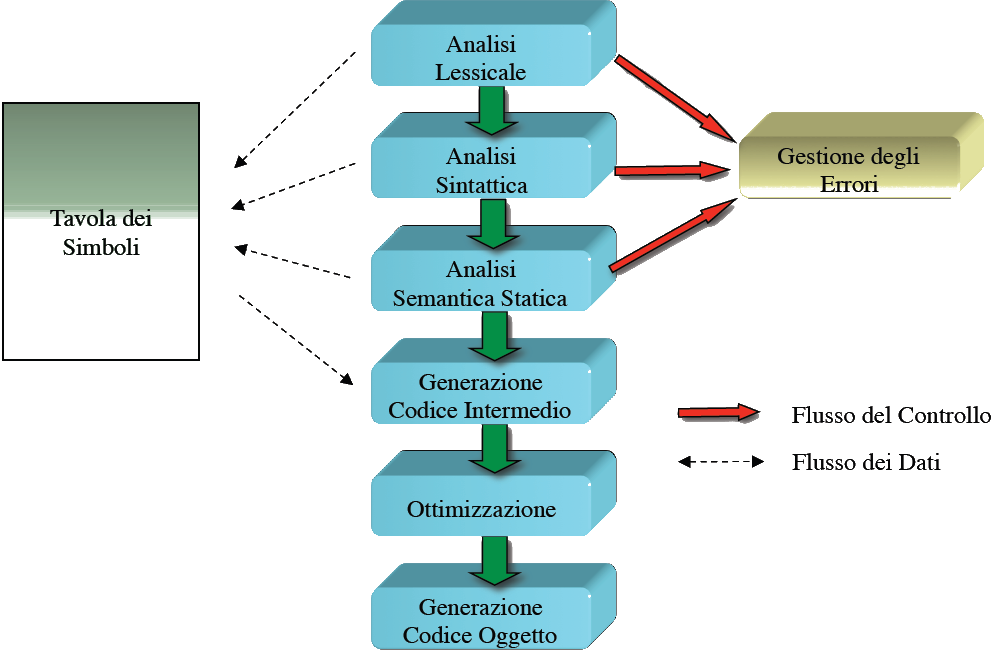 Analisi
Lessicale
Analisi
Sintattica
Gestione degli
Errori
Tavola dei
Simboli
Analisi
Semantica Statica
Generazione
Codice Intermedio
Flusso del Controllo
Flusso dei Dati
Ottimizzazione
Generazione
Codice Oggetto